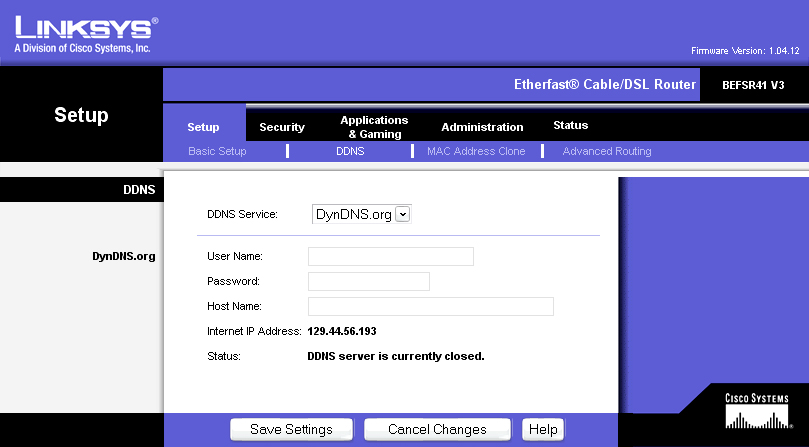 LINKSYS®
A Division of Cisco Systems, Inc.
Firmware Version: 1.04.12
Etherfast® Cable/DSL Router
BEFSR41 V3
Setup
Setup
Security
Applications
& Gaming
Administration
Status
Basic Setup
DDNS
MAC Address Clone
Advanced Routing
DDNS
DDNS Service:
DynDNS.org
DynDNS.org
User Name:
Password:
Host Name:
Internet IP Address: 129.44.56.193
Status: DDNS server is currently closed.
CISCO SYSTEMS
®
Save Settings
Cancel Changes
Help